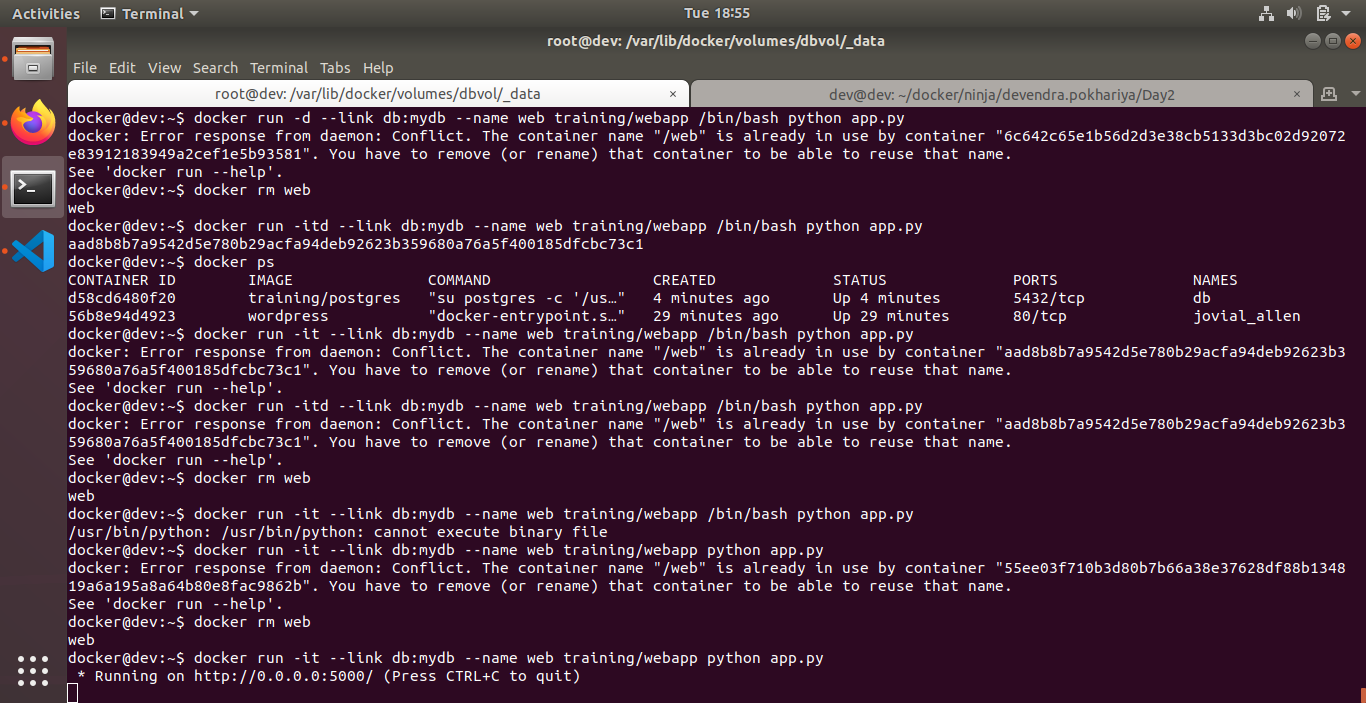 Activities Terminal Tue 18:55
root@dev: /var/lib/docker/volumes/dbvol/_data
File Edit View Search Terminal Tabs Help
root@dev: /var/lib/docker/volumes/dbvol/_data × dev@dev: ~/docker/ninja/devendra.pokhariya/Day2 ×
docker@dev:~$ docker run -d --link db:mydb --name web training/webapp /bin/bash python app.py
docker: Error response from daemon: Conflict. The container name "/web" is already in use by container "6c642c65e1b56d2d3e38cb5133d3bc02d92072
e83912183949a2cef1e5b93581". You have to remove (or rename) that container to be able to reuse that name.
See 'docker run --help'.
docker@dev:~$ docker rm web
web
docker@dev:~$ docker run -itd --link db:mydb --name web training/webapp /bin/bash python app.py
aad8b8b7a9542d5e780b29acfa94deb92623b359680a76a5f400185dfcbc73c1
docker@dev:~$ docker ps
CONTAINER ID IMAGE COMMAND CREATED STATUS PORTS NAMES
d58cd6480f20 training/postgres "su postgres -c '/us…" 4 minutes ago Up 4 minutes 5432/tcp db
56b8e94d4923 wordpress "docker-entrypoint.s…" 29 minutes ago Up 29 minutes 80/tcp jovial_allen
docker@dev:~$ docker run -it --link db:mydb --name web training/webapp /bin/bash python app.py
docker: Error response from daemon: Conflict. The container name "/web" is already in use by container "aad8b8b7a9542d5e780b29acfa94deb92623b3
59680a76a5f400185dfcbc73c1". You have to remove (or rename) that container to be able to reuse that name.
See 'docker run --help'.
docker@dev:~$ docker run -itd --link db:mydb --name web training/webapp /bin/bash python app.py
docker: Error response from daemon: Conflict. The container name "/web" is already in use by container "aad8b8b7a9542d5e780b29acfa94deb92623b3
59680a76a5f400185dfcbc73c1". You have to remove (or rename) that container to be able to reuse that name.
See 'docker run --help'.
docker@dev:~$ docker rm web
web
docker@dev:~$ docker run -it --link db:mydb --name web training/webapp /bin/bash python app.py
/usr/bin/python: /usr/bin/python: cannot execute binary file
docker@dev:~$ docker run -it --link db:mydb --name web training/webapp python app.py
docker: Error response from daemon: Conflict. The container name "/web" is already in use by container "55ee03f710b3d80b7b66a38e37628df88b1348
19a6a195a8a64b80e8fac9862b". You have to remove (or rename) that container to be able to reuse that name.
See 'docker run --help'.
docker@dev:~$ docker rm web
web
docker@dev:~$ docker run -it --link db:mydb --name web training/webapp python app.py
* Running on http://0.0.0.0:5000/ (Press CTRL+C to quit)